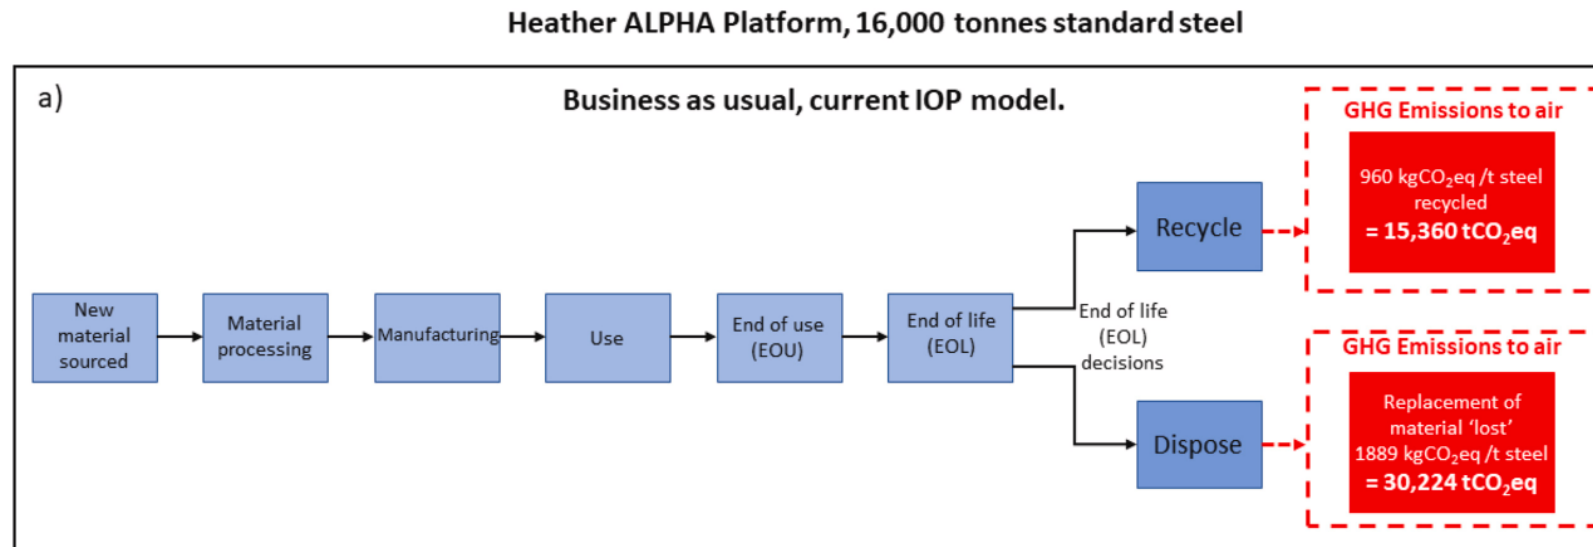 Heather ALPHA Platform, 16,000 tonnes standard steel
a)
Business as usual, current IOP model.
New
material
sourced
Material
processing
Manufacturing
Use
End of use
(EOU)
End of life
(EOL)
End of life
(EOL)
decisions
Recycle
GHG Emissions to air
960 kgCO₂eq /t steel
recycled
= 15,360 tCO₂eq
Dispose
GHG Emissions to air
Replacement of
material ‘lost’
1889 kgCO₂eq /t steel
= 30,224 tCO₂eq